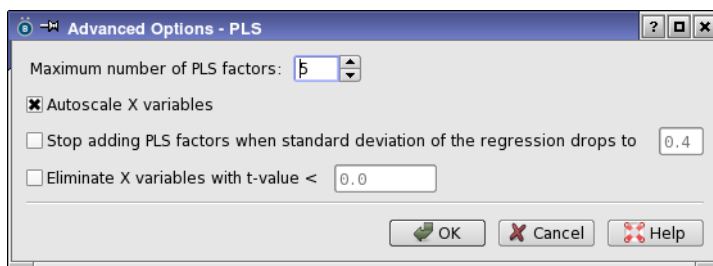 Advanced Options - PLS
Maximum number of PLS factors: 5
Autoscale X variables
Stop adding PLS factors when standard deviation of the regression drops to 0.4
Eliminate X variables with t-value < 0.0
OK Cancel Help